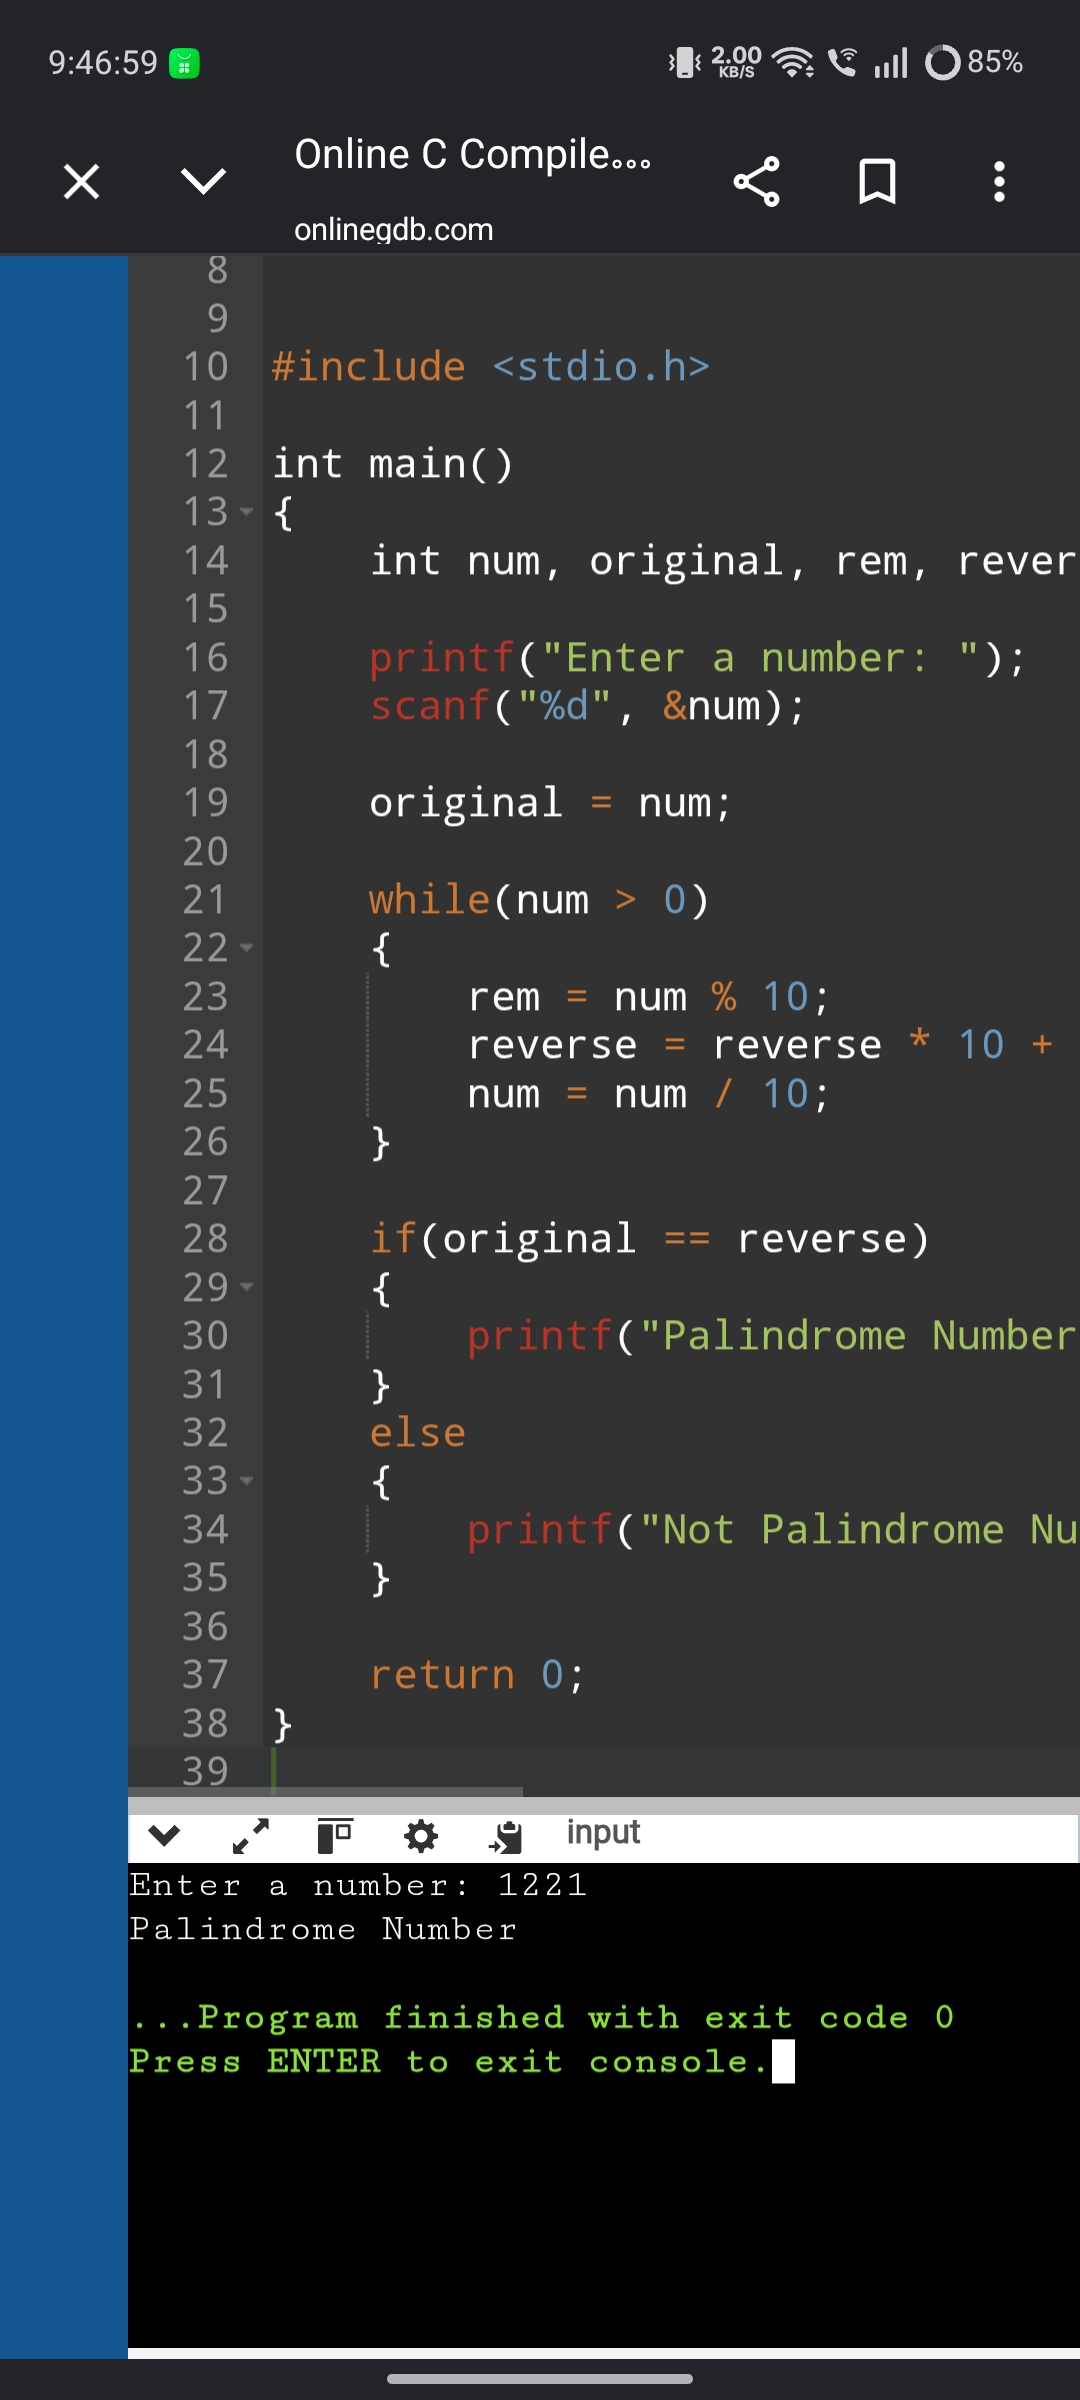 9:46:59 2.00 KB/S 85%
Online C Compile...
onlinegdb.com
8
9
10 #include <stdio.h>
11
12 int main()
13 {
14     int num, original, rem, rever
15
16     printf("Enter a number: ");
17     scanf("%d", &num);
18
19     original = num;
20
21     while(num > 0)
22     {
23         rem = num % 10;
24         reverse = reverse * 10 +
25         num = num / 10;
26     }
27
28     if(original == reverse)
29     {
30         printf("Palindrome Number
31     }
32     else
33     {
34         printf("Not Palindrome Nu
35     }
36
37     return 0;
38 }
39
input
Enter a number: 1221
Palindrome Number
...Program finished with exit code 0
Press ENTER to exit console.